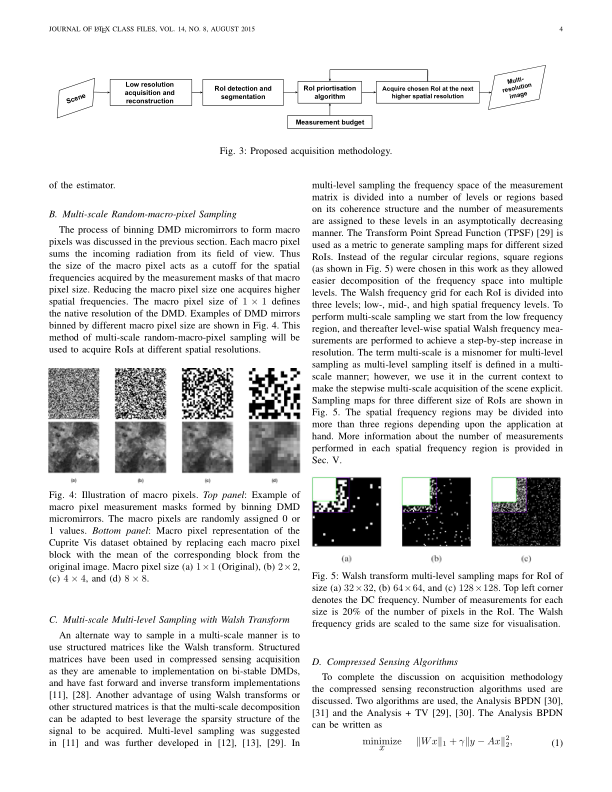 JOURNAL OF LATEX CLASS FILES, VOL. 14, NO. 8, AUGUST 2015
4
Scene
Low resolution
acquisition and
reconstruction
RoI detection and
segmentation
RoI prioritisation
algorithm
Acquire chosen RoI at the next
higher spatial resolution
Multi-
resolution
image
Measurement budget
Fig. 3: Proposed acquisition methodology.
of the estimator.
B. Multi-scale Random-macro-pixel Sampling
The process of binning DMD micromirrors to form macro
pixels was discussed in the previous section. Each macro pixel
sums the incoming radiation from its field of view. Thus
the size of the macro pixel acts as a cutoff for the spatial
frequencies acquired by the measurement masks of that macro
pixel size. Reducing the macro pixel size one acquires higher
spatial frequencies. The macro pixel size of 1 × 1 defines
the native resolution of the DMD. Examples of DMD mirrors
binned by different macro pixel size are shown in Fig. 4. This
method of multi-scale random-macro-pixel sampling will be
used to acquire RoIs at different spatial resolutions.
(a)
(b)
(c)
(d)
Fig. 4: Illustration of macro pixels. Top panel: Example of
macro pixel measurement masks formed by binning DMD
micromirrors. The macro pixels are randomly assigned 0 or
1 values. Bottom panel: Macro pixel representation of the
Cuprite Vis dataset obtained by replacing each macro pixel
block with the mean of the corresponding block from the
original image. Macro pixel size (a) 1×1 (Original), (b) 2×2,
(c) 4 × 4, and (d) 8 × 8.
C. Multi-scale Multi-level Sampling with Walsh Transform
An alternate way to sample in a multi-scale manner is to
use structured matrices like the Walsh transform. Structured
matrices have been used in compressed sensing acquisition
as they are amenable to implementation on bi-stable DMDs,
and have fast forward and inverse transform implementations
[11], [28]. Another advantage of using Walsh transforms or
other structured matrices is that the multi-scale decomposition
can be adapted to best leverage the sparsity structure of the
signal to be acquired. Multi-level sampling was suggested
in [11] and was further developed in [12], [13], [29]. In
multi-level sampling the frequency space of the measurement
matrix is divided into a number of levels or regions based
on its coherence structure and the number of measurements
are assigned to these levels in an asymptotically decreasing
manner. The Transform Point Spread Function (TPSF) [29] is
used as a metric to generate sampling maps for different sized
RoIs. Instead of the regular circular regions, square regions
(as shown in Fig. 5) were chosen in this work as they allowed
easier decomposition of the frequency space into multiple
levels. The Walsh frequency grid for each RoI is divided into
three levels; low-, mid-, and high spatial frequency levels. To
perform multi-scale sampling we start from the low frequency
region, and thereafter level-wise spatial Walsh frequency mea-
surements are performed to achieve a step-by-step increase in
resolution. The term multi-scale is a misnomer for multi-level
sampling as multi-level sampling itself is defined in a multi-
scale manner; however, we use it in the current context to
make the stepwise multi-scale acquisition of the scene explicit.
Sampling maps for three different size of RoIs are shown in
Fig. 5. The spatial frequency regions may be divided into
more than three regions depending upon the application at
hand. More information about the number of measurements
performed in each spatial frequency region is provided in
Sec. V.
(a)
(b)
(c)
Fig. 5: Walsh transform multi-level sampling maps for RoI of
size (a) 32×32, (b) 64×64, and (c) 128×128. Top left corner
denotes the DC frequency. Number of measurements for each
size is 20% of the number of pixels in the RoI. The Walsh
frequency grids are scaled to the same size for visualisation.
D. Compressed Sensing Algorithms
To complete the discussion on acquisition methodology
the compressed sensing reconstruction algorithms used are
discussed. Two algorithms are used, the Analysis BPDN [30],
[31] and the Analysis + TV [29], [30]. The Analysis BPDN
can be written as
minimize x ‖Wx‖₁ + γ‖y − Ax‖₂², (1)